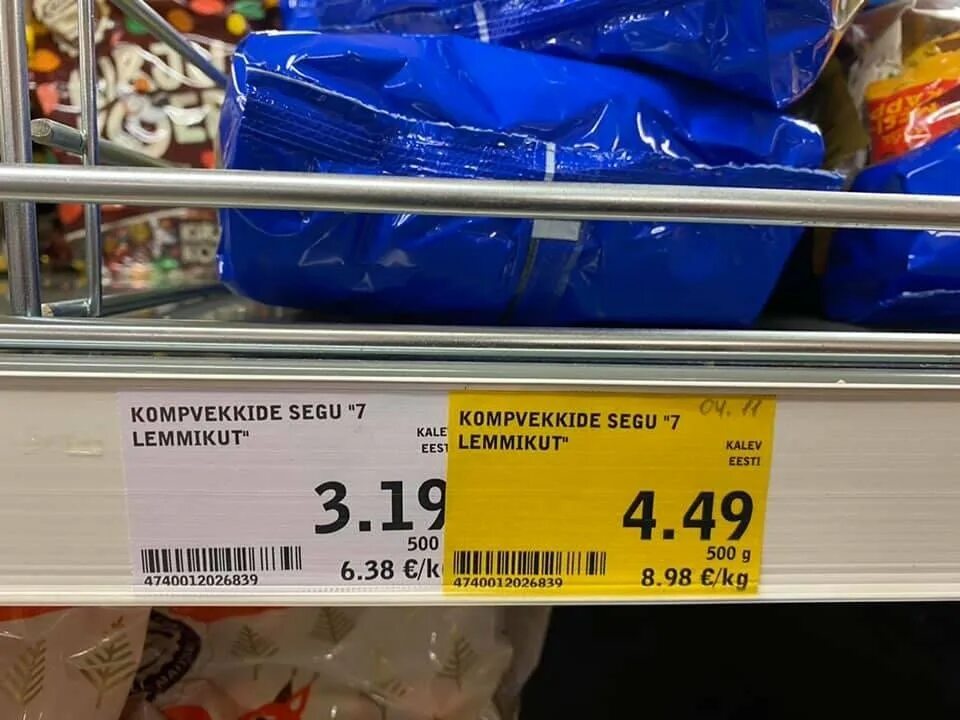 KOMPVEKKIDE SEGU "7
LEMMIKUT"
KALE
EEST
3.19
500
6.38 €/k
4740012026839
04.11
KOMPVEKKIDE SEGU "7
LEMMIKUT"
KALEV
EESTI
4.49
500 g
8.98 €/kg
4740012026839